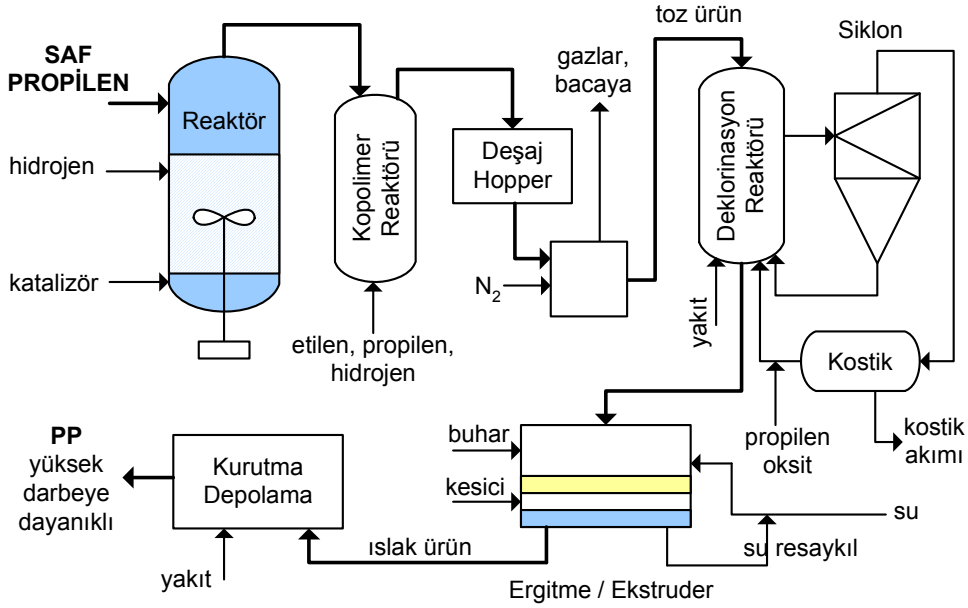 SAF
PROPİLEN
hidrojen
katalizör
Reaktör
Kopolimer
Reaktörü
etilen, propilen,
hidrojen
Deşaj
Hopper
N2
gazlar,
bacaya
toz ürün
Deklorinasyon
Reaktörü
yakıt
Siklon
Kostik
propilen
oksit
kostik
akımı
buhar
kesici
su
su resaykıl
Ergitme / Ekstruder
ıslak ürün
Kurutma
Depolama
yakıt
PP
yüksek
darbeye
dayanıklı